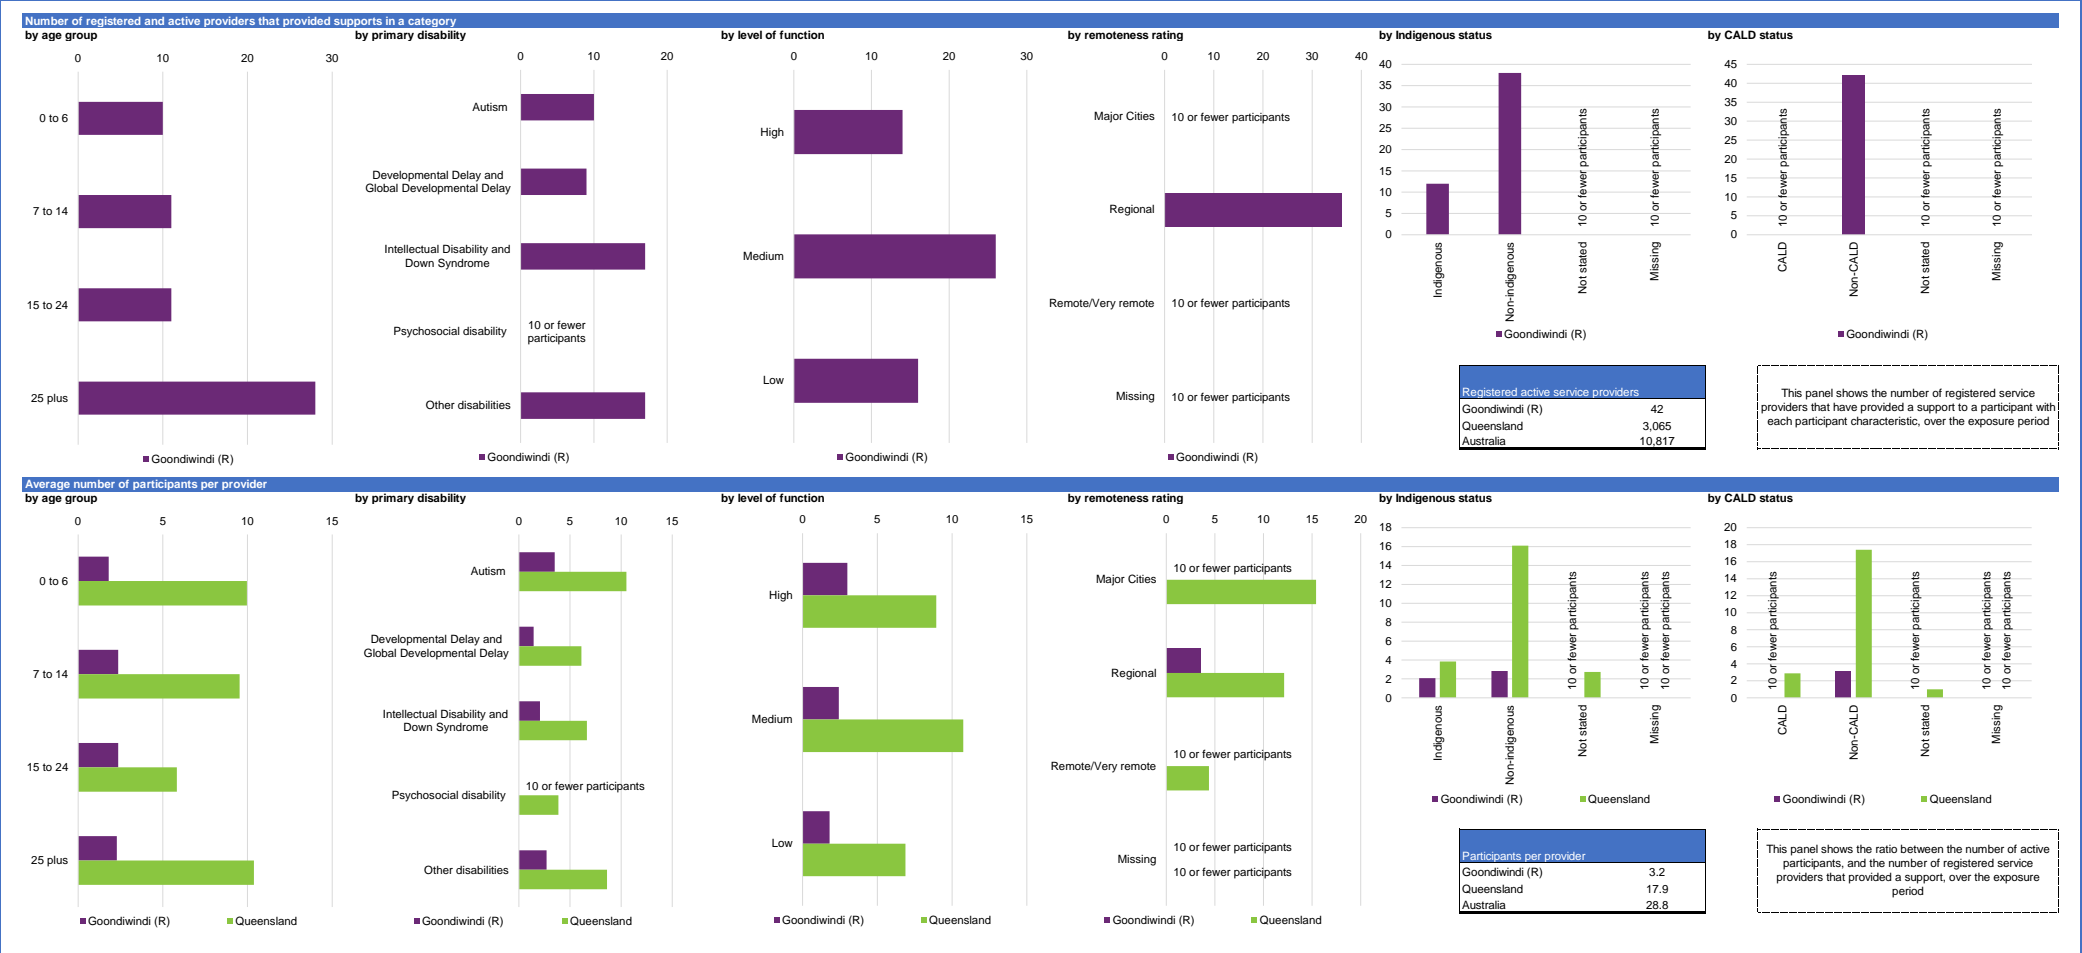 Number of registered and active providers that provided supports in a category
by age group
0 10 20 30
0 to 6
7 to 14
15 to 24
25 plus
Goondiwindi (R)
by primary disability
0 10 20
Autism
Developmental Delay and
Global Developmental Delay
Intellectual Disability and
Down Syndrome
Psychosocial disability
10 or fewer
participants
Other disabilities
Goondiwindi (R)
by level of function
0 10 20 30
High
Medium
Low
Goondiwindi (R)
by remoteness rating
0 10 20 30 40
Major Cities 10 or fewer participants
Regional
Remote/Very remote 10 or fewer participants
Missing 10 or fewer participants
Goondiwindi (R)
by Indigenous status
40
35
30
25
20
15
10
5
0
10 or fewer participants
10 or fewer participants
Indigenous
Non-indigenous
Not stated
Missing
Goondiwindi (R)
by CALD status
45
40
35
30
25
20
15
10
5
0
10 or fewer participants
10 or fewer participants
10 or fewer participants
CALD
Non-CALD
Not stated
Missing
Goondiwindi (R)
Registered active service providers
Goondiwindi (R) 42
Queensland 3,065
Australia 10,817
This panel shows the number of registered service
providers that have provided a support to a participant with
each participant characteristic, over the exposure period
Average number of participants per provider
by age group
0 5 10 15
0 to 6
7 to 14
15 to 24
25 plus
Goondiwindi (R) Queensland
by primary disability
0 5 10 15
Autism
Developmental Delay and
Global Developmental Delay
Intellectual Disability and
Down Syndrome
10 or fewer participants
Psychosocial disability
Other disabilities
Goondiwindi (R) Queensland
by level of function
0 5 10 15
High
Medium
Low
Goondiwindi (R) Queensland
by remoteness rating
0 5 10 15 20
10 or fewer participants
Major Cities
Regional
10 or fewer participants
Remote/Very remote
10 or fewer participants
Missing
10 or fewer participants
Goondiwindi (R) Queensland
by Indigenous status
18
16
14
12
10
8
6
4
2
0
10 or fewer participants
10 or fewer participants
10 or fewer participants
Indigenous
Non-indigenous
Not stated
Missing
Goondiwindi (R) Queensland
by CALD status
20
18
16
14
12
10
8
6
4
2
0
10 or fewer participants
10 or fewer participants
10 or fewer participants
10 or fewer participants
CALD
Non-CALD
Not stated
Missing
Goondiwindi (R) Queensland
Participants per provider
Goondiwindi (R) 3.2
Queensland 17.9
Australia 28.8
This panel shows the ratio between the number of active
participants, and the number of registered service
providers that provided a support, over the exposure
period